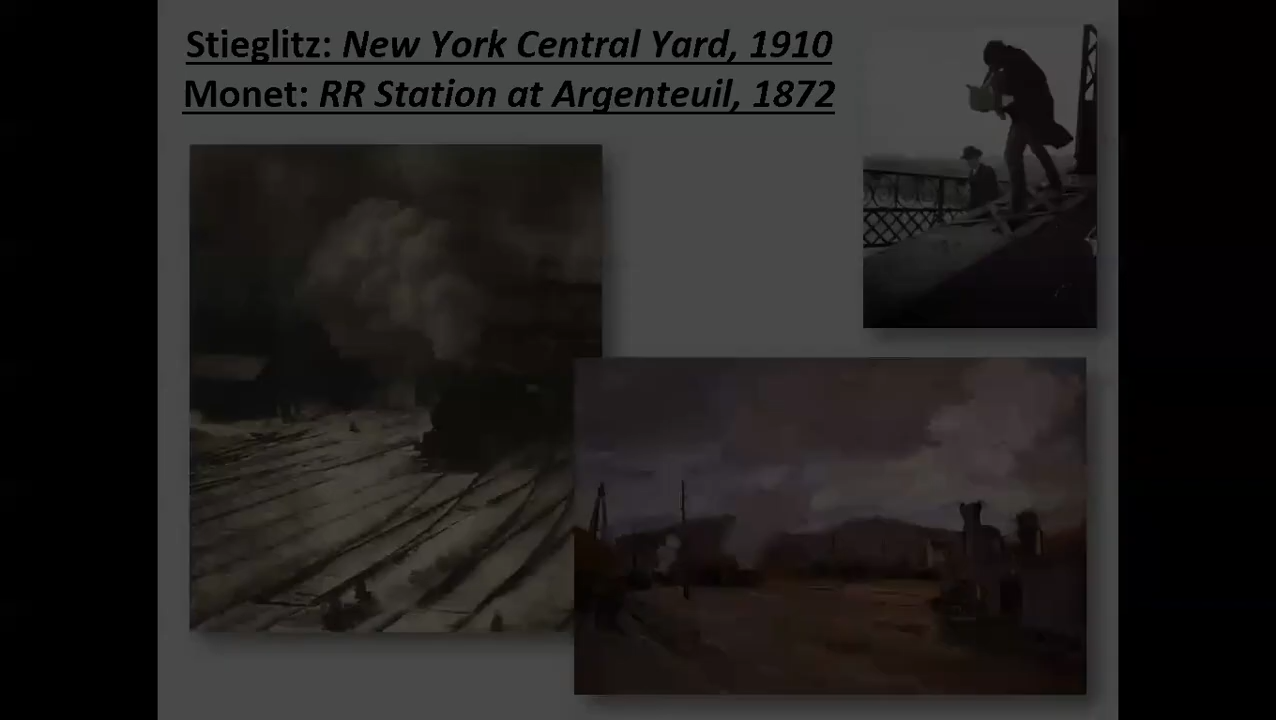 Stieglitz: New York Central Yard, 1910
Monet: RR Station at Argenteuil, 1872